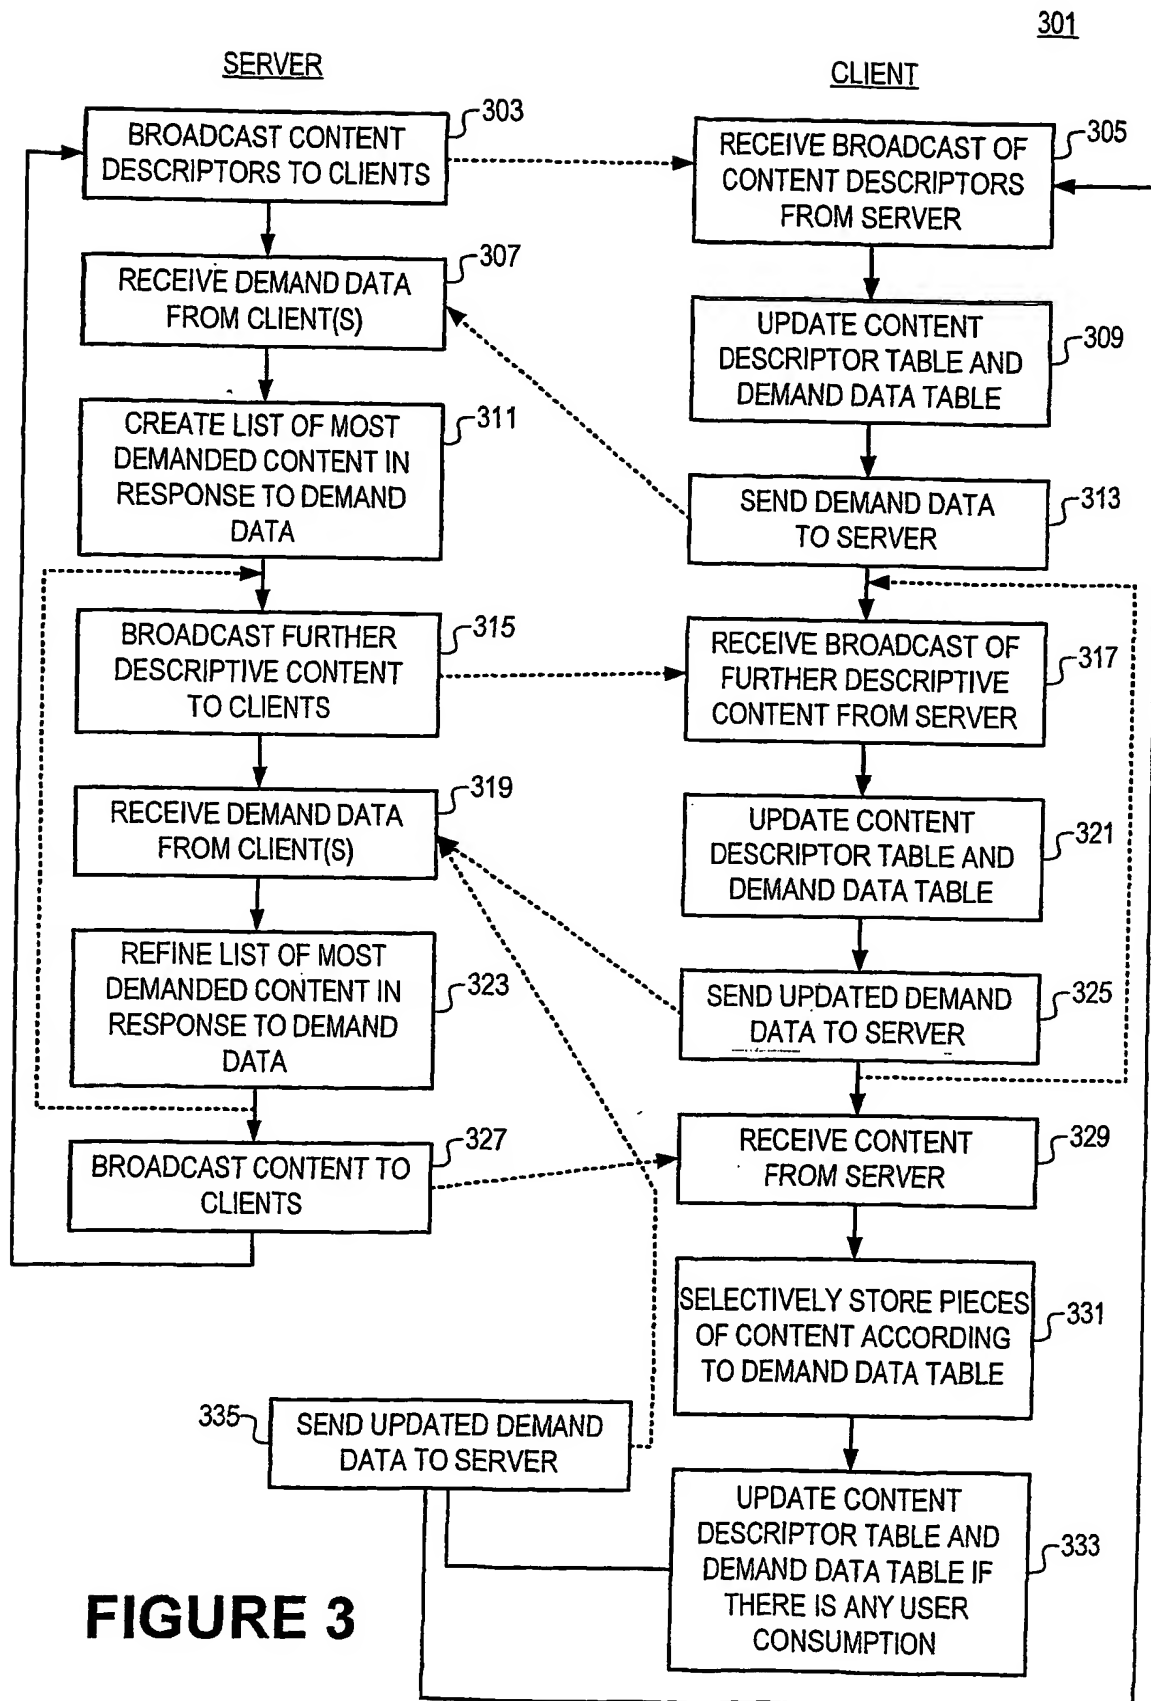 301
SERVER
CLIENT
303
BROADCAST CONTENT
DESCRIPTORS TO CLIENTS
305
RECEIVE BROADCAST OF
CONTENT DESCRIPTORS
FROM SERVER
307
RECEIVE DEMAND DATA
FROM CLIENT(S)
309
UPDATE CONTENT
DESCRIPTOR TABLE AND
DEMAND DATA TABLE
311
CREATE LIST OF MOST
DEMANDED CONTENT IN
RESPONSE TO DEMAND
DATA
313
SEND DEMAND DATA
TO SERVER
315
BROADCAST FURTHER
DESCRIPTIVE CONTENT
TO CLIENTS
317
RECEIVE BROADCAST OF
FURTHER DESCRIPTIVE
CONTENT FROM SERVER
319
RECEIVE DEMAND DATA
FROM CLIENT(S)
321
UPDATE CONTENT
DESCRIPTOR TABLE AND
DEMAND DATA TABLE
323
REFINE LIST OF MOST
DEMANDED CONTENT IN
RESPONSE TO DEMAND
DATA
325
SEND UPDATED DEMAND
DATA TO SERVER
327
BROADCAST CONTENT TO
CLIENTS
329
RECEIVE CONTENT
FROM SERVER
331
SELECTIVELY STORE PIECES
OF CONTENT ACCORDING
TO DEMAND DATA TABLE
335
SEND UPDATED DEMAND
DATA TO SERVER
333
UPDATE CONTENT
DESCRIPTOR TABLE AND
DEMAND DATA TABLE IF
THERE IS ANY USER
CONSUMPTION
FIGURE 3